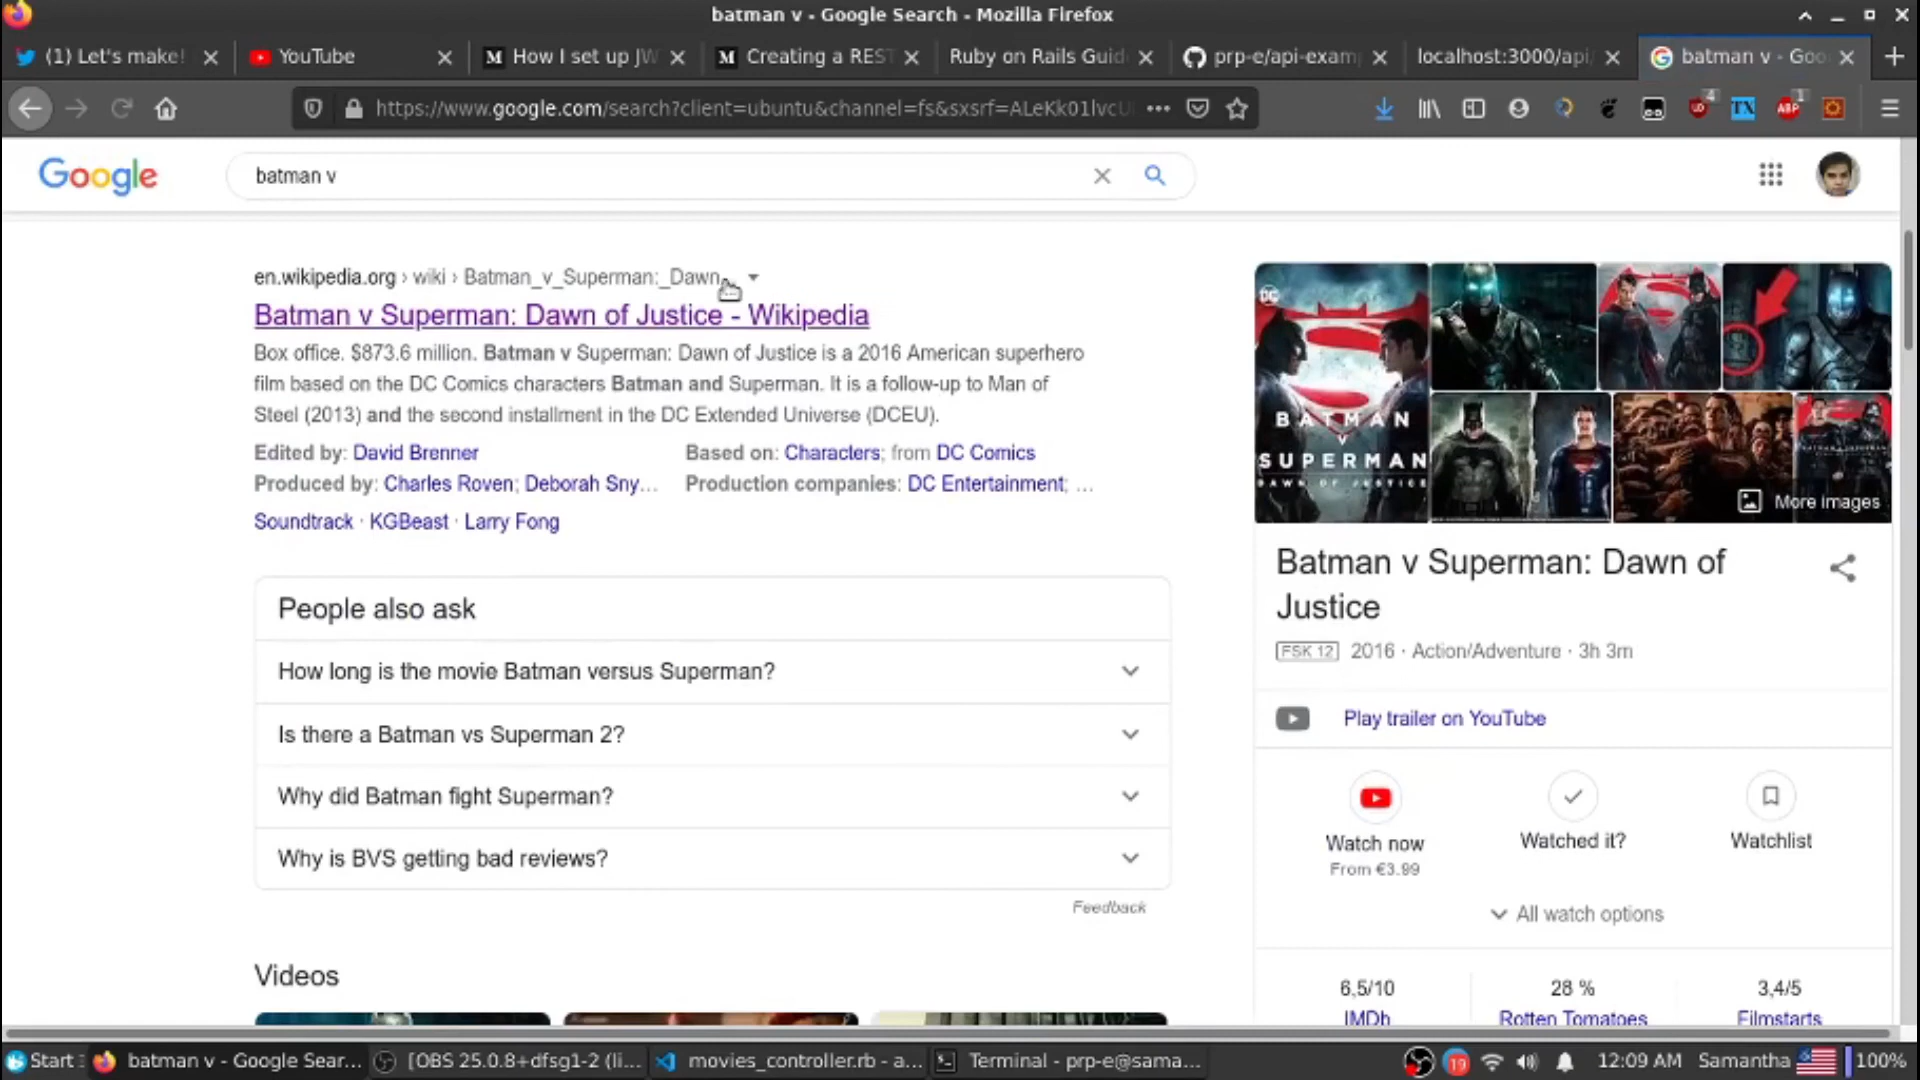 batman v - Google Search - Mozilla Firefox
(1) Let's make!
YouTube
How I set up JW
Creating a REST
Ruby on Rails Guid
prp-e/api-exam
localhost:3000/api
batman v - Goo
https://www.google.com/search?client=ubuntu&channel=fs&sxsrf=ALeKk01lvcU
4
1
UD
TX
ABP
Google
batman v
en.wikipedia.org › wiki › Batman_v_Superman:_Dawn...
Batman v Superman: Dawn of Justice - Wikipedia
Box office. $873.6 million. Batman v Superman: Dawn of Justice is a 2016 American superhero
film based on the DC Comics characters Batman and Superman. It is a follow-up to Man of
Steel (2013) and the second installment in the DC Extended Universe (DCEU).
Edited by: David Brenner
Based on: Characters; from DC Comics
Produced by: Charles Roven; Deborah Sny...
Production companies: DC Entertainment; ...
Soundtrack · KGBeast · Larry Fong
People also ask
How long is the movie Batman versus Superman?
Is there a Batman vs Superman 2?
Why did Batman fight Superman?
Why is BVS getting bad reviews?
Feedback
Videos
DC
BATMAN
V
SUPERMAN
DAWN OF JUSTICE
More images
Batman v Superman: Dawn of
Justice
FSK 12 2016 · Action/Adventure · 3h 3m
Play trailer on YouTube
Watch now
From €3.99
Watched it?
Watchlist
All watch options
6,5/10
IMDb
28 %
Rotten Tomatoes
3,4/5
Filmstarts
Start
batman v - Google Sear...
[OBS 25.0.8+dfsg1-2 (li...
movies_controller.rb - a...
Terminal - prp-e@sama...
19
12:09 AM
Samantha
100%